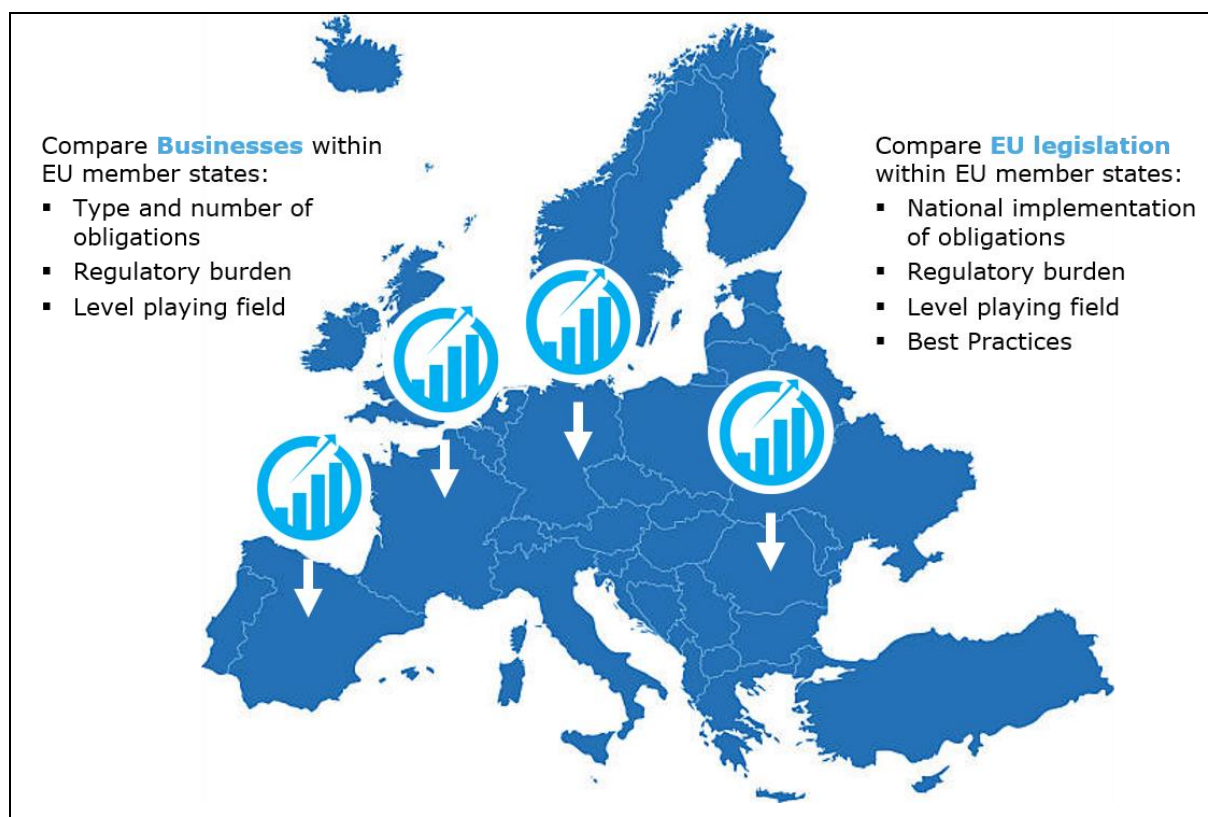 Compare Businesses within
EU member states:
▪ Type and number of
obligations
▪ Regulatory burden
▪ Level playing field
Compare EU legislation
within EU member states:
▪ National implementation
of obligations
▪ Regulatory burden
▪ Level playing field
▪ Best Practices